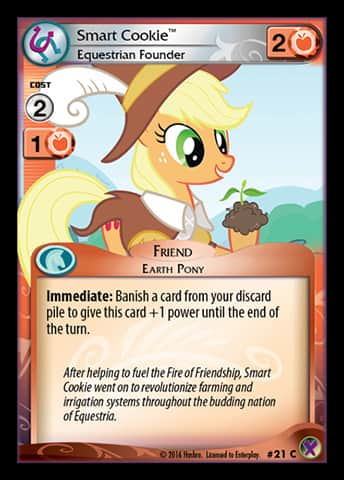 Smart Cookie™
Equestrian Founder
2
COST
2
1
FRIEND
EARTH PONY
Immediate: Banish a card from your discard
pile to give this card +1 power until the end of
the turn.
After helping to fuel the Fire of Friendship, Smart
Cookie went on to revolutionize farming and
irrigation systems throughout the budding nation
of Equestria.
© 2016 Hasbro. Licensed to Enterplay. #21 C